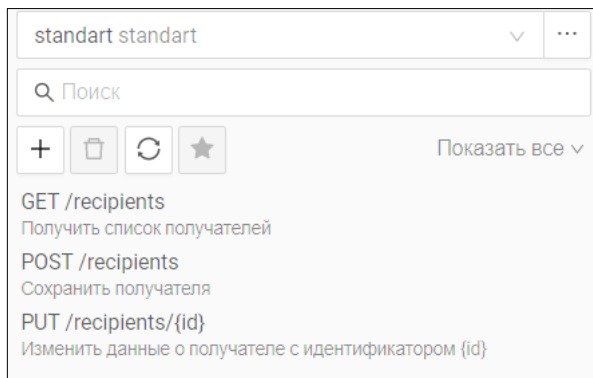 standart standart
Поиск
Показать все
GET /recipients
Получить список получателей
POST /recipients
Сохранить получателя
PUT /recipients/{id}
Изменить данные о получателе с идентификатором {id}